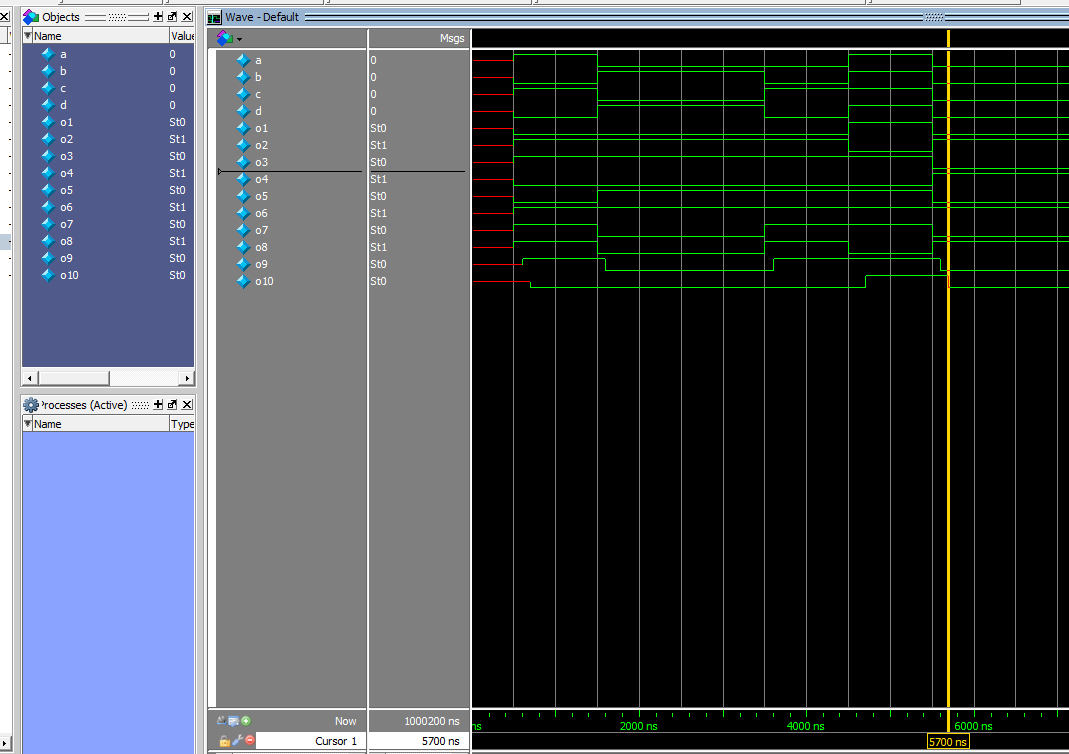 Objects
Name Value
a 0
b 0
c 0
d 0
o1 St0
o2 St1
o3 St0
o4 St1
o5 St0
o6 St1
o7 St0
o8 St1
o9 St0
o10 St0
Processes (Active)
Name Type
Wave - Default
Msgs
a 0
b 0
c 0
d 0
o1 St0
o2 St1
o3 St0
o4 St1
o5 St0
o6 St1
o7 St0
o8 St1
o9 St0
o10 St0
Now 1000200 ns
Cursor 1 5700 ns
ns 2000 ns 4000 ns 6000 ns
5700 ns